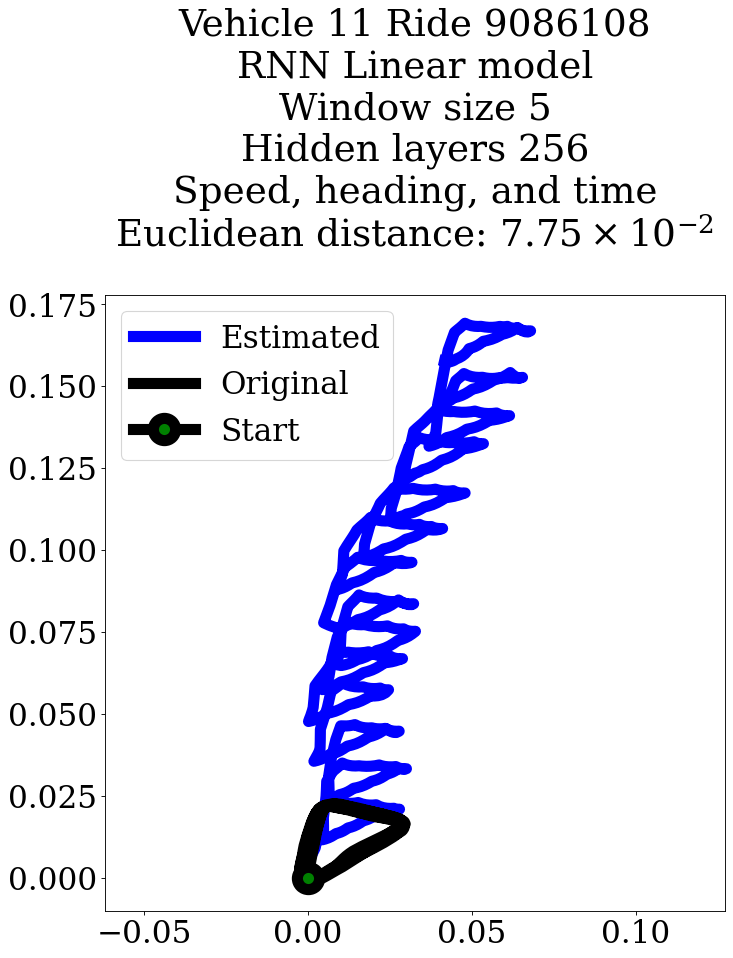 Vehicle 11 Ride 9086108
RNN Linear model
Window size 5
Hidden layers 256
Speed, heading, and time
Euclidean distance: 7.75 × 10⁻²
0.175
0.150
0.125
0.100
0.075
0.050
0.025
0.000
Estimated
Original
Start
−0.05
0.00
0.05
0.10